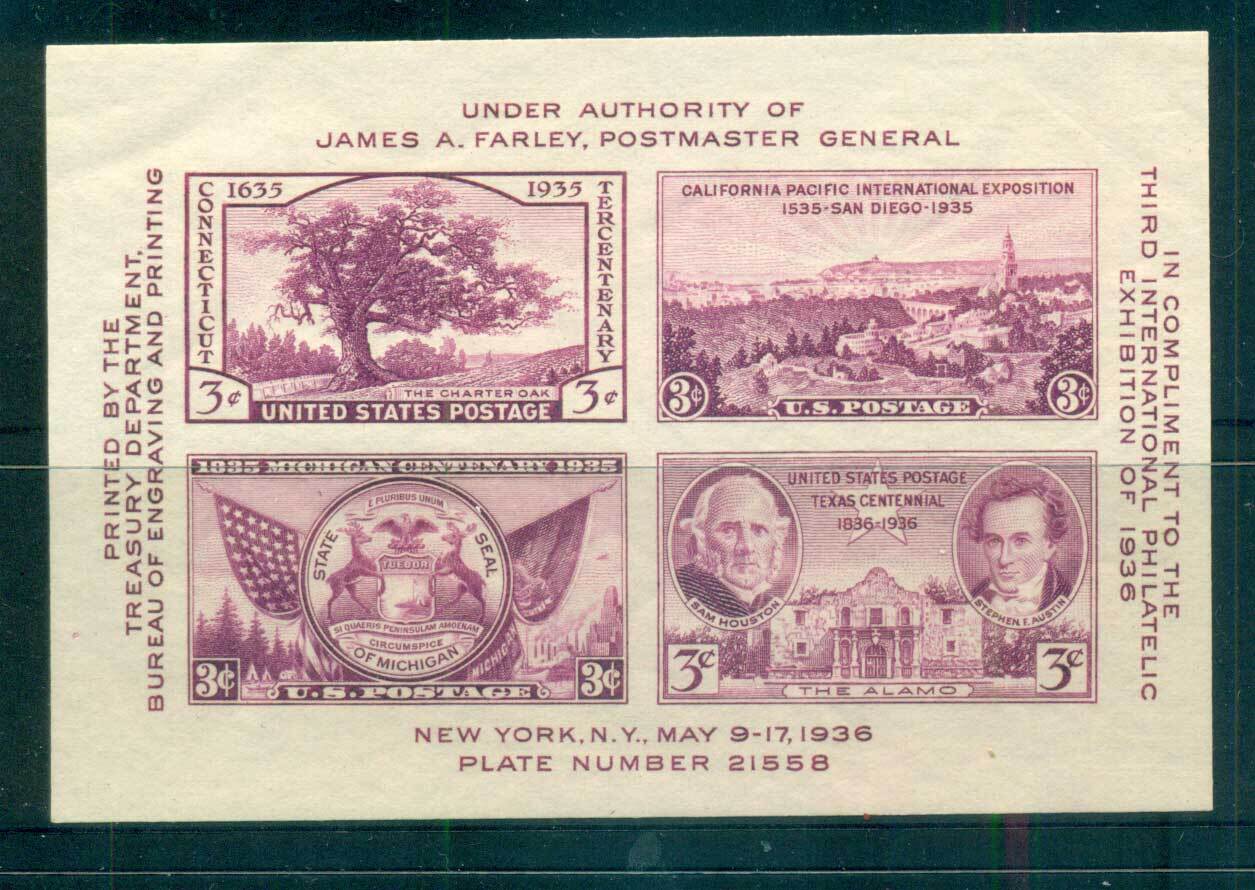 UNDER AUTHORITY OF
JAMES A. FARLEY, POSTMASTER GENERAL
PRINTED BY THE
TREASURY DEPARTMENT,
BUREAU OF ENGRAVING AND PRINTING
CONNECTICUT
1635 1935
TERCENTENARY
THE CHARTER OAK
3¢ 3¢
UNITED STATES POSTAGE
CALIFORNIA PACIFIC INTERNATIONAL EXPOSITION
1535-SAN DIEGO-1935
3¢ U.S. POSTAGE 3¢
1835 MICHIGAN CENTENARY 1935
E PLURIBUS UNUM
STATE SEAL
TUEBOR
SI QUAERIS PENINSULAM AMOENAM
CIRCUMSPICE
OF MICHIGAN
MICHIGAN
3¢ U.S. POSTAGE 3¢
UNITED STATES POSTAGE
TEXAS CENTENNIAL
1836-1936
SAM HOUSTON
STEPHEN F. AUSTIN
3¢ 3¢
THE ALAMO
IN COMPLIMENT TO THE
THIRD INTERNATIONAL PHILATELIC
EXHIBITION OF 1936
NEW YORK, N.Y., MAY 9-17, 1936
PLATE NUMBER 21558